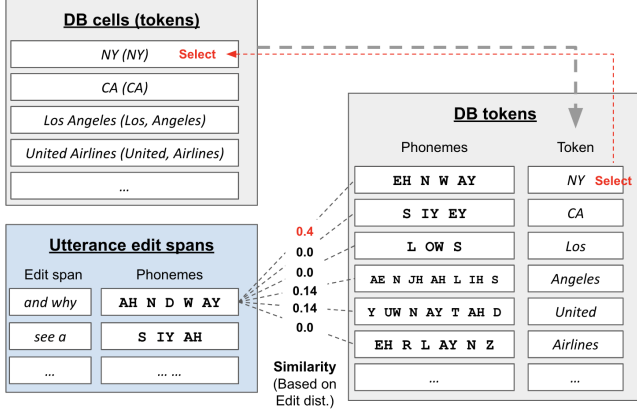 DB cells (tokens)
NY (NY) Select
CA (CA)
Los Angeles (Los, Angeles)
United Airlines (United, Airlines)
...
Utterance edit spans
Edit span Phonemes
and why AH N D W AY
see a S IY AH
... ... ...
0.4
0.0
0.0
0.14
0.14
0.0
Similarity
(Based on
Edit dist.)
DB tokens
Phonemes Token
EH N W AY NY Select
S IY EY CA
L OW S Los
AE N JH AH L IH S Angeles
Y UW N AY T AH D United
EH R L AY N Z Airlines
... ...